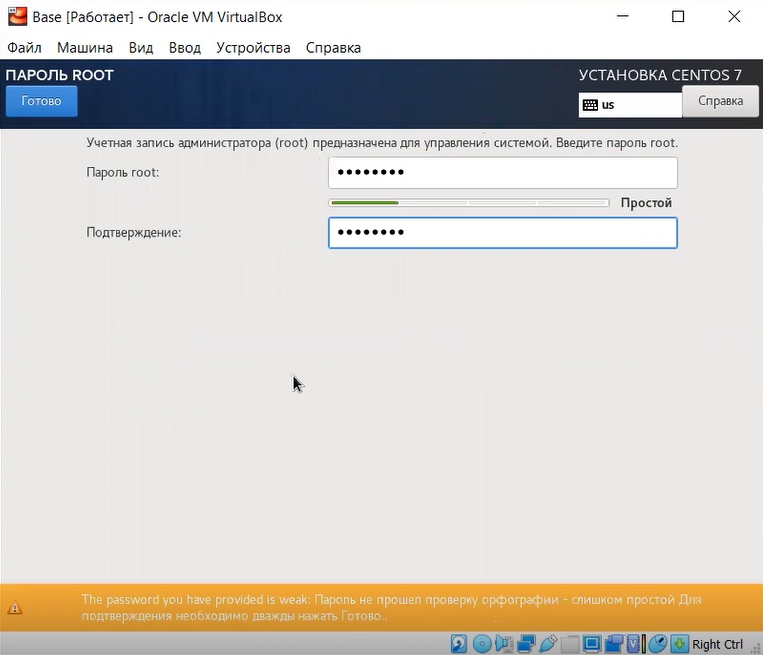 Base [Работает] - Oracle VM VirtualBox
Файл Машина Вид Ввод Устройства Справка
ПАРОЛЬ ROOT
УСТАНОВКА CENTOS 7
Готово
us
Справка
Учетная запись администратора (root) предназначена для управления системой. Введите пароль root.
Пароль root:
••••••••
Простой
Подтверждение:
••••••••
The password you have provided is weak: Пароль не прошел проверку орфографии - слишком простой Для
подтверждения необходимо дважды нажать Готово..
Right Ctrl